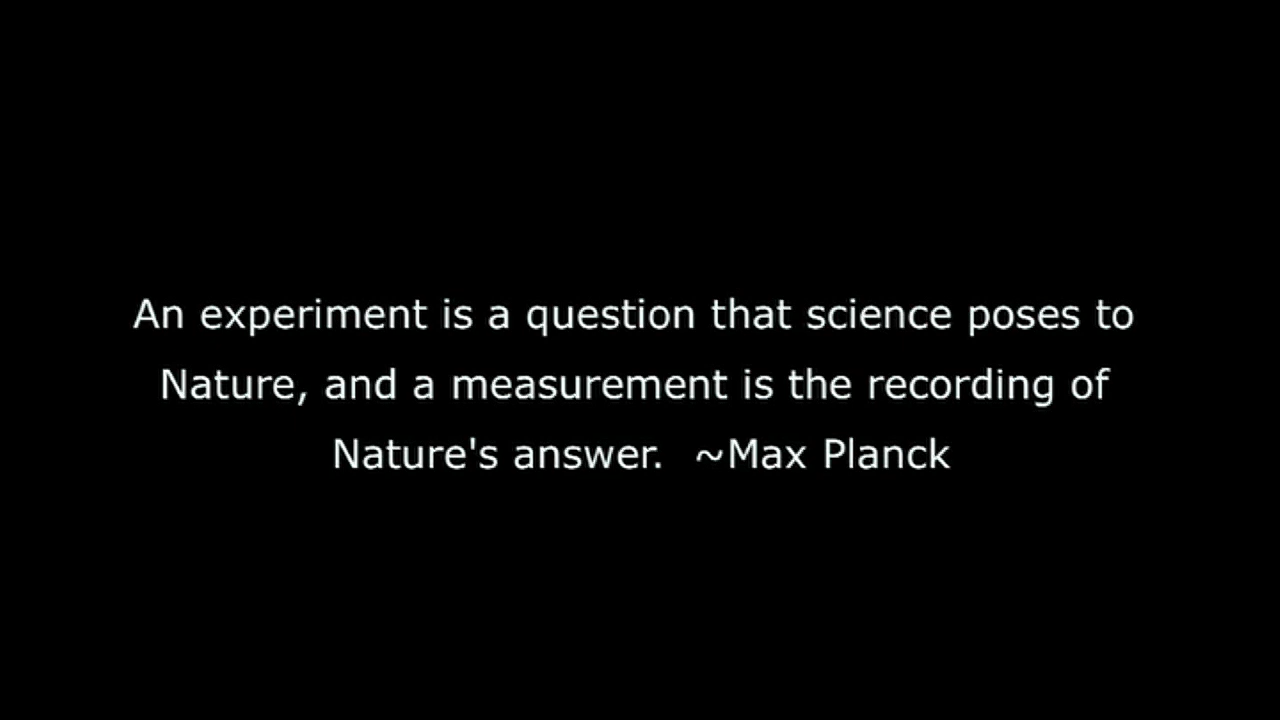 An experiment is a question that science poses to
Nature, and a measurement is the recording of
Nature's answer.  ~Max Planck